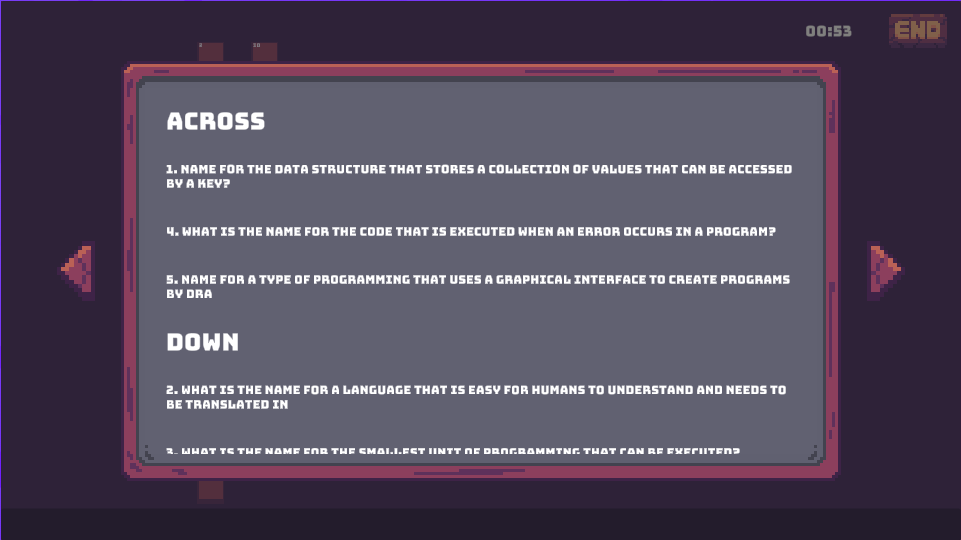 00:53
END
ACROSS
1. NAME FOR THE DATA STRUCTURE THAT STORES A COLLECTION OF VALUES THAT CAN BE ACCESSED
BY A KEY?
4. WHAT IS THE NAME FOR THE CODE THAT IS EXECUTED WHEN AN ERROR OCCURS IN A PROGRAM?
5. NAME FOR A TYPE OF PROGRAMMING THAT USES A GRAPHICAL INTERFACE TO CREATE PROGRAMS
BY DRA
DOWN
2. WHAT IS THE NAME FOR A LANGUAGE THAT IS EASY FOR HUMANS TO UNDERSTAND AND NEEDS TO
BE TRANSLATED IN
3. WHAT IS THE NAME FOR THE SMALLEST UNIT OF PROGRAMMING THAT CAN BE EXECUTED?